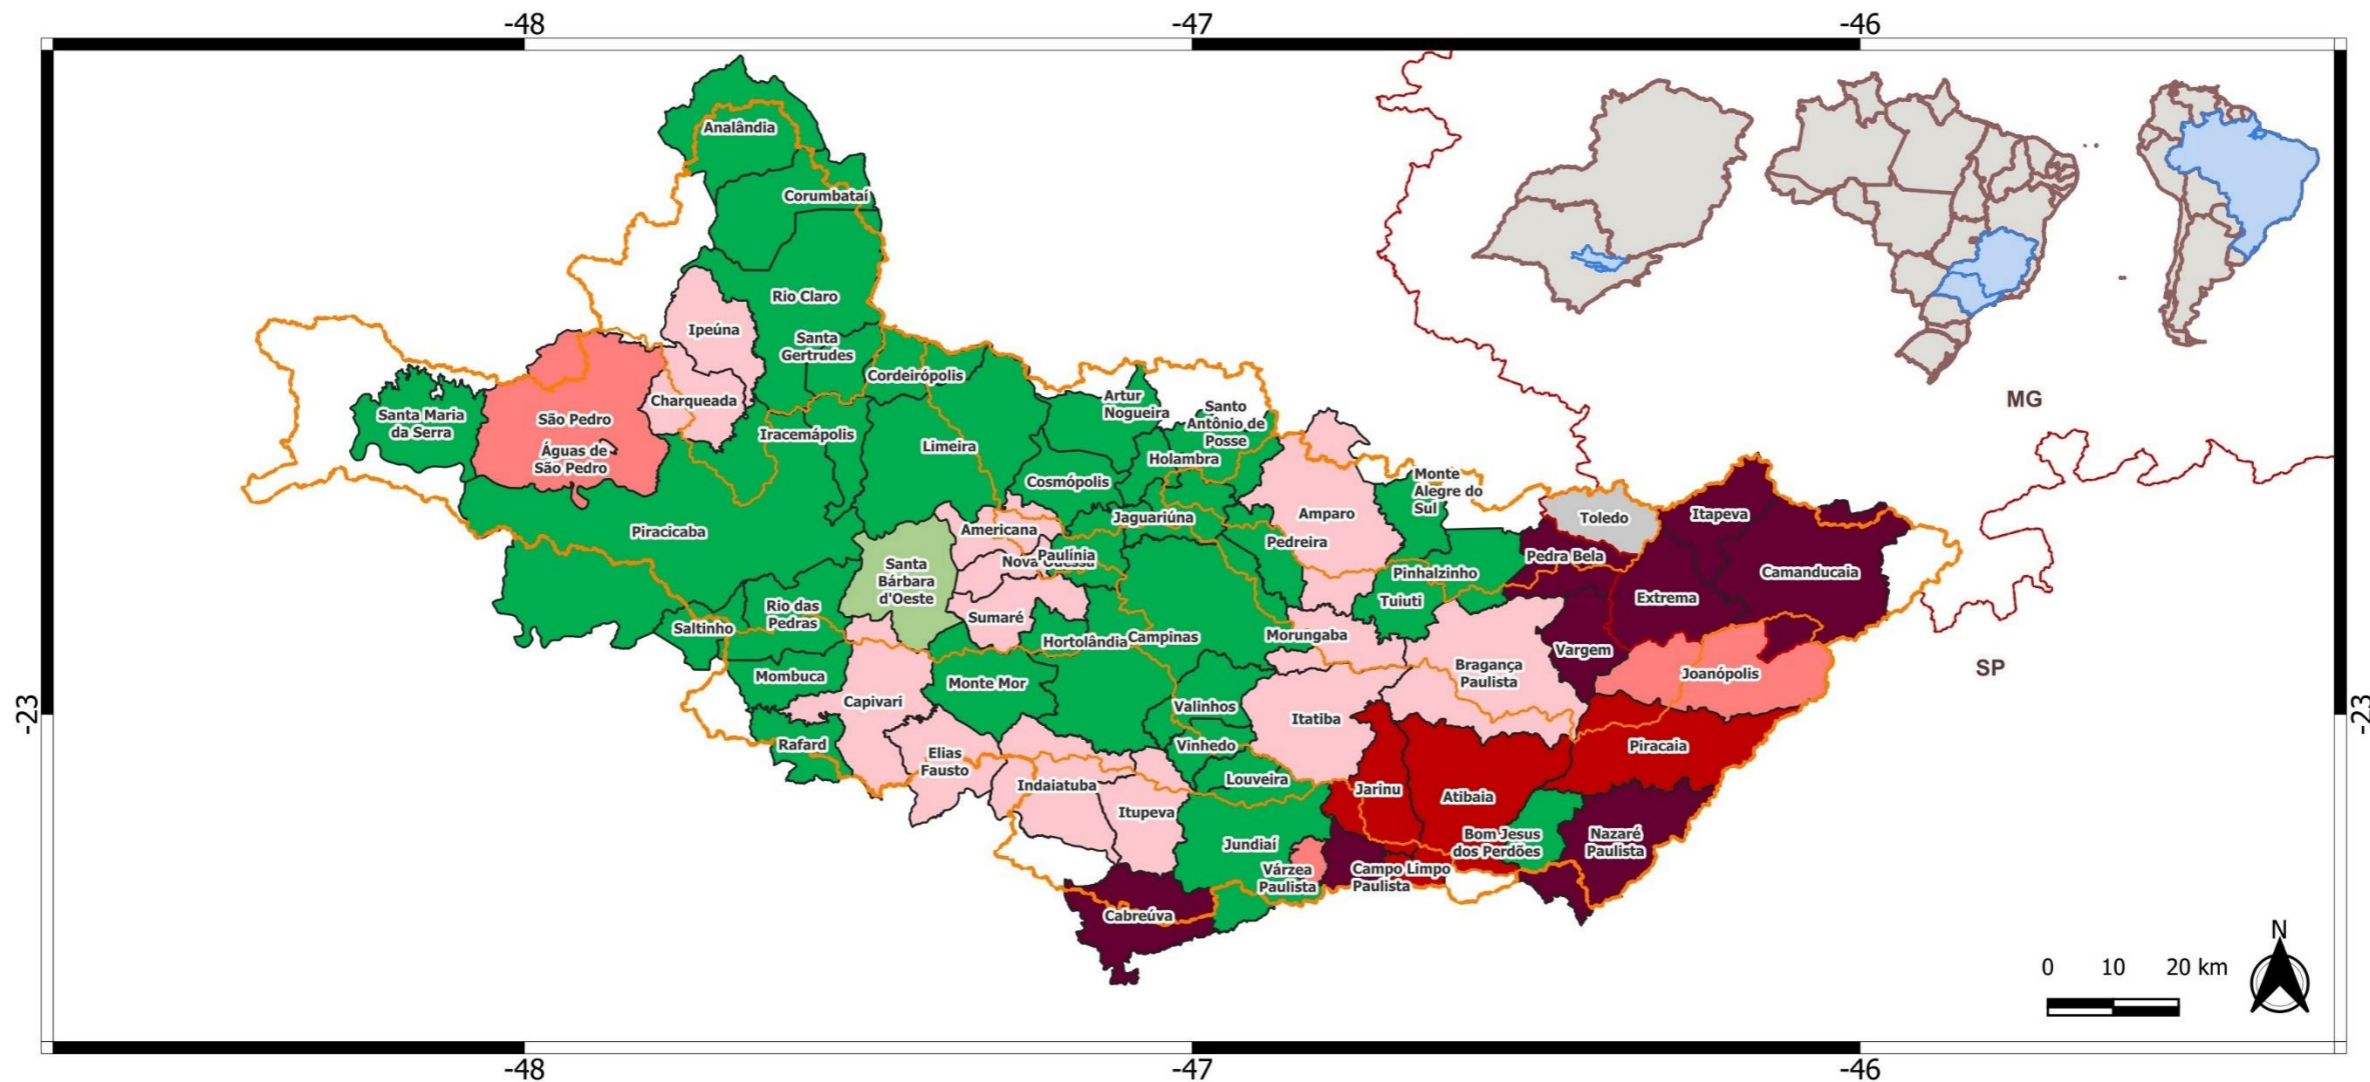 -48
-47
-46
Analândia
Corumbataí
Rio Claro
Ipeúna
Santa
Gertrudes
Cordeirópolis
Charqueada
Santa Maria
da Serra
São Pedro
Águas de
São Pedro
Iracemápolis
Limeira
Artur
Nogueira
Santo
Antônio de
Posse
Holambra
Cosmópolis
MG
Monte
Alegre do
Sul
Piracicaba
Americana
Jaguariúna
Amparo
Toledo
Itapeva
Nova Odessa
Paulínia
Pedreira
Pinhalzinho
Pedra Bela
Camanducaia
Santa
Bárbara
d'Oeste
Rio das
Pedras
Saltinho
Sumaré
Hortolândia
Campinas
Tuiuti
Extrema
Morungaba
Vargem
Bragança
Paulista
Joanópolis
SP
Mombuca
Capivari
Monte Mor
Valinhos
Itatiba
-23
-23
Rafard
Elias
Fausto
Vinhedo
Piracaia
Indaiatuba
Louveira
Jarinu
Atibaia
Itupeva
Jundiaí
Bom Jesus
dos Perdões
Nazaré
Paulista
Várzea
Paulista
Campo Limpo
Paulista
Cabreúva
N
0 10 20 km
-48
-47
-46